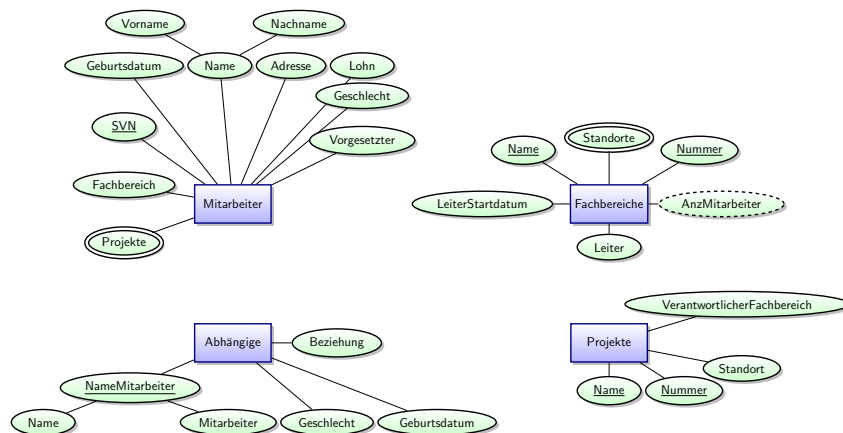 Vorname
Nachname
Geburtsdatum
Name
Adresse
Lohn
Geschlecht
SVN
Vorgesetzter
Fachbereich
Mitarbeiter
Projekte
Standorte
Name
Nummer
LeiterStartdatum
Fachbereiche
AnzMitarbeiter
Leiter
Abhängige
Beziehung
NameMitarbeiter
Name
Mitarbeiter
Geschlecht
Geburtsdatum
VerantwortlicherFachbereich
Projekte
Standort
Name
Nummer